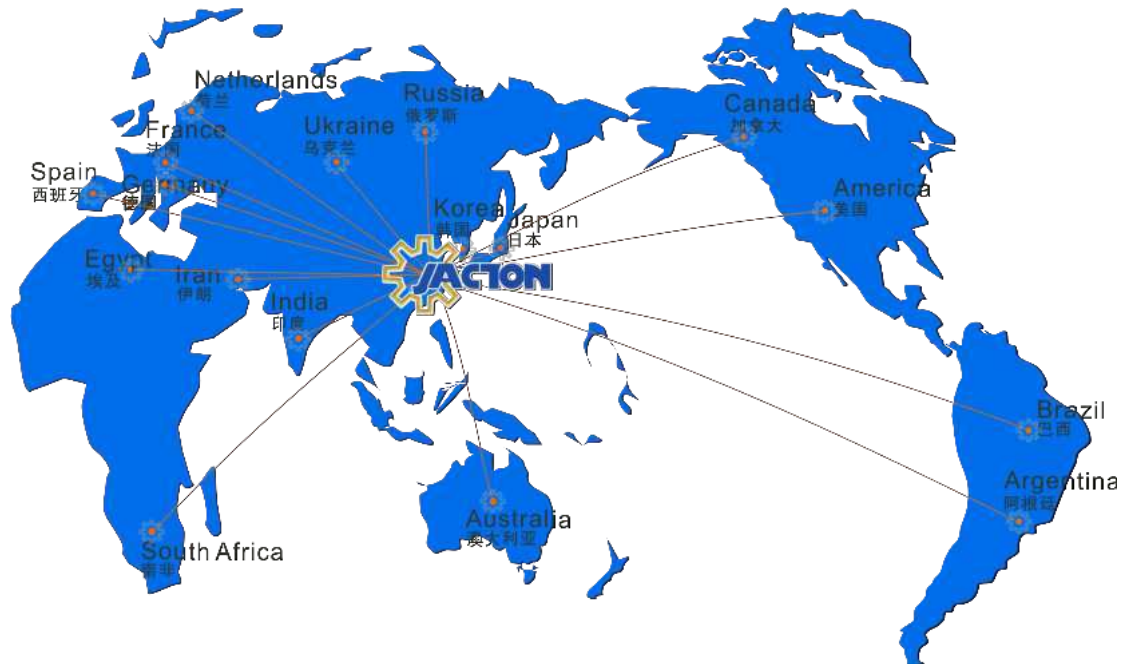 Netherlands
荷兰
Russia
俄罗斯
Canada
加拿大
France
法国
Ukraine
乌克兰
Spain
西班牙
Germany
德国
America
美国
Korea
韩国
Japan
日本
Egypt
埃及
Iran
伊朗
JACTON
India
印度
Brazil
巴西
Argentina
阿根廷
Australia
澳大利亚
South Africa
南非